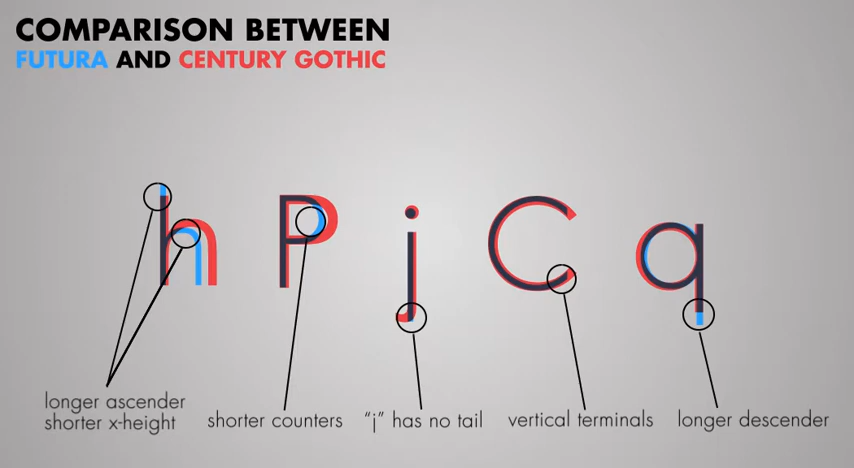 COMPARISON BETWEEN
FUTURA AND CENTURY GOTHIC
h P j C q
longer ascender
shorter x-height
shorter counters
“j” has no tail
vertical terminals
longer descender